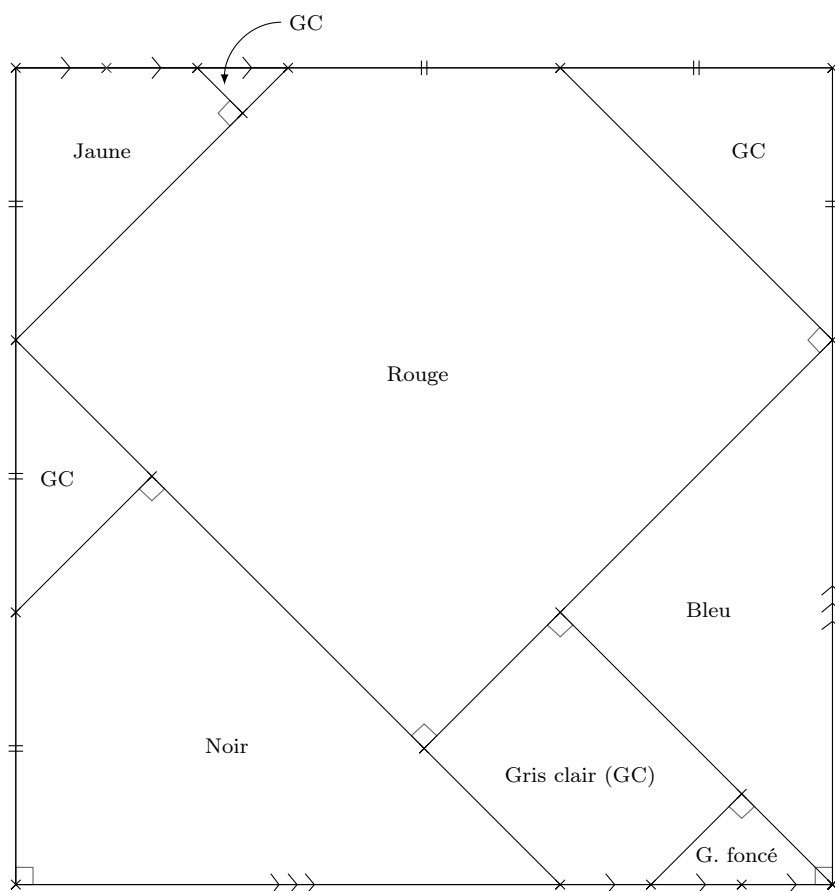 GC
Jaune
GC
Rouge
GC
Bleu
Noir
Gris clair (GC)
G. foncé